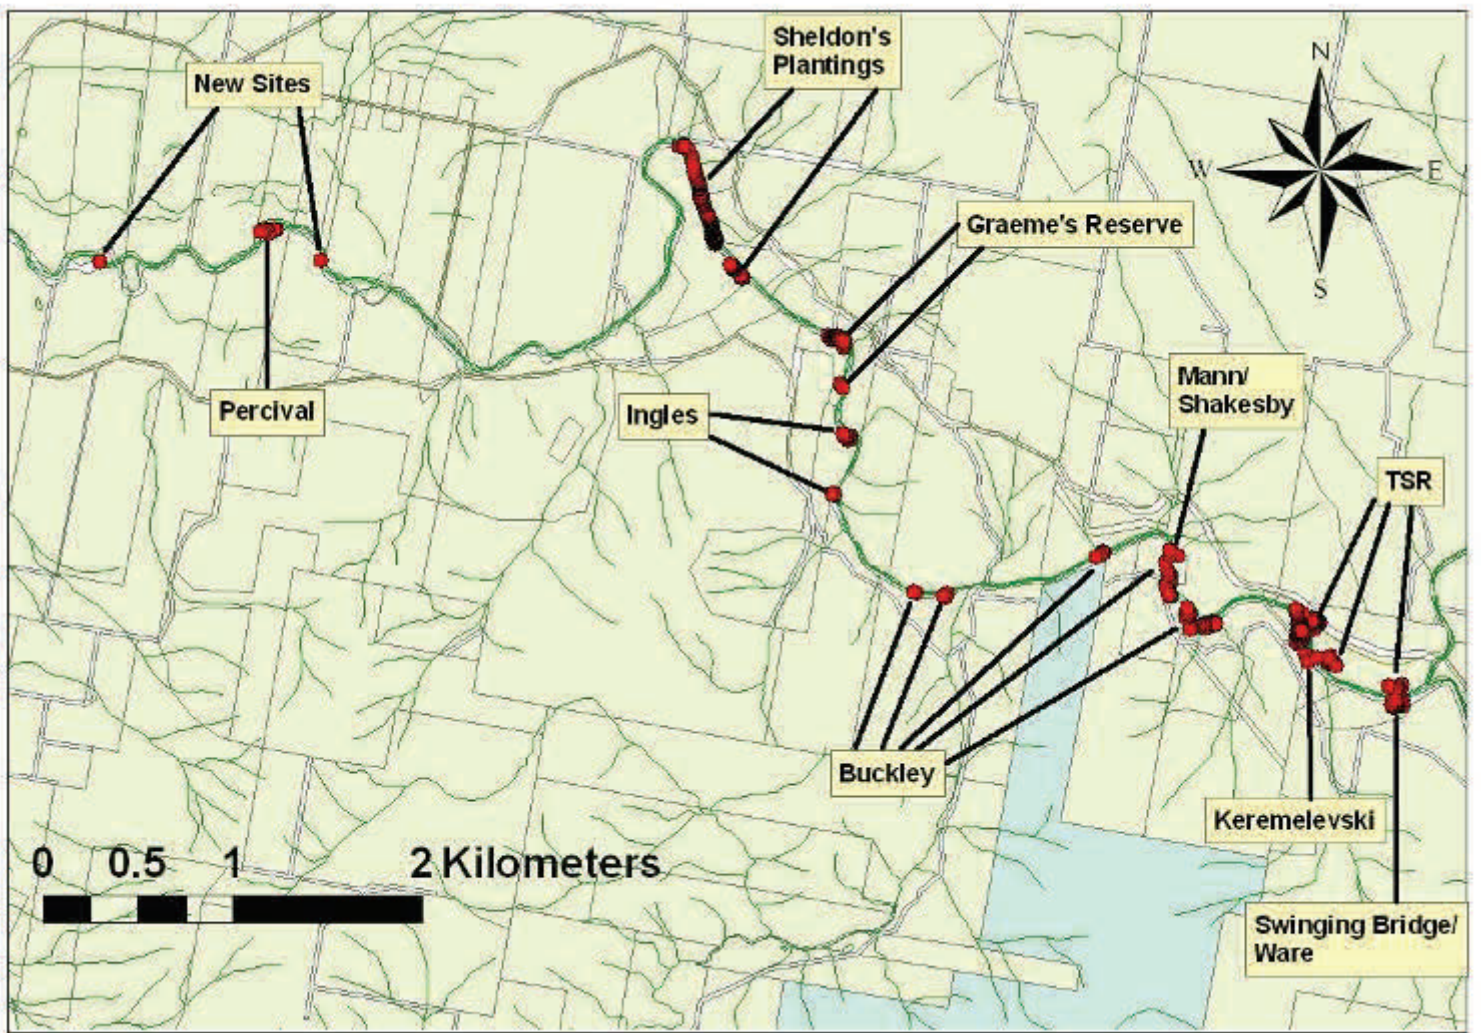 Sheldon's
Plantings
New Sites
N
W
E
S
Graeme's Reserve
Mann/
Shakesby
Percival
Ingles
TSR
Buckley
Keremelevski
0 0.5 1 2 Kilometers
Swinging Bridge/
Ware